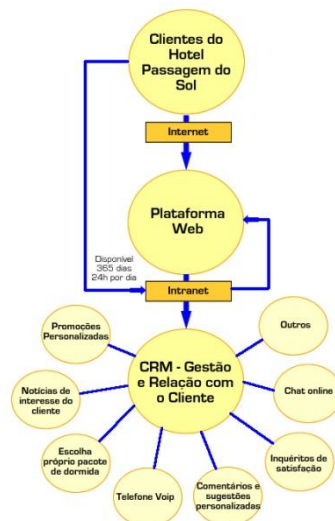 Clientes do
Hotel
Passagem do
Sol
Internet
Plataforma
Web
Disponível
365 dias
24h por dia
Intranet
Promoções
Personalizadas
Outros
CRM - Gestão
e Relação com
o Cliente
Notícias de
interesse do
cliente
Chat online
Escolha
próprio pacote
de dormida
Inquéritos de
satisfação
Telefone Voip
Comentários e
sugestões
personalizadas